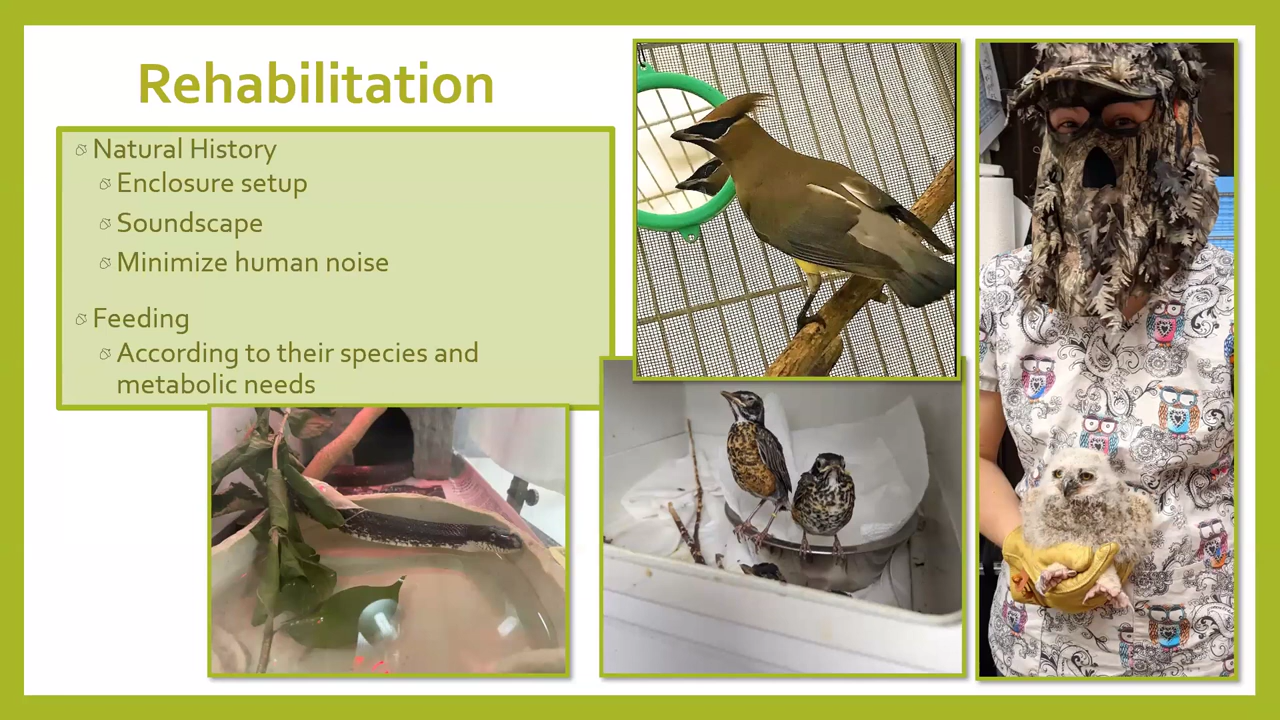 Rehabilitation
Natural History
Enclosure setup
Soundscape
Minimize human noise
Feeding
According to their species and
metabolic needs